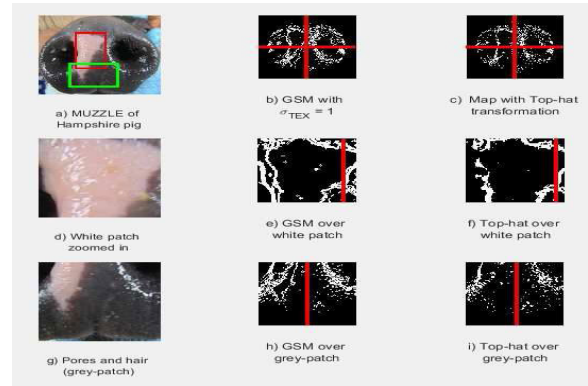 a) MUZZLE of
Hampshire pig
b) GSM with
σTEX = 1
c) Map with Top-hat
transformation
d) White patch
zoomed in
e) GSM over
white patch
f) Top-hat over
white patch
g) Pores and hair
(grey-patch)
h) GSM over
grey-patch
i) Top-hat over
grey-patch